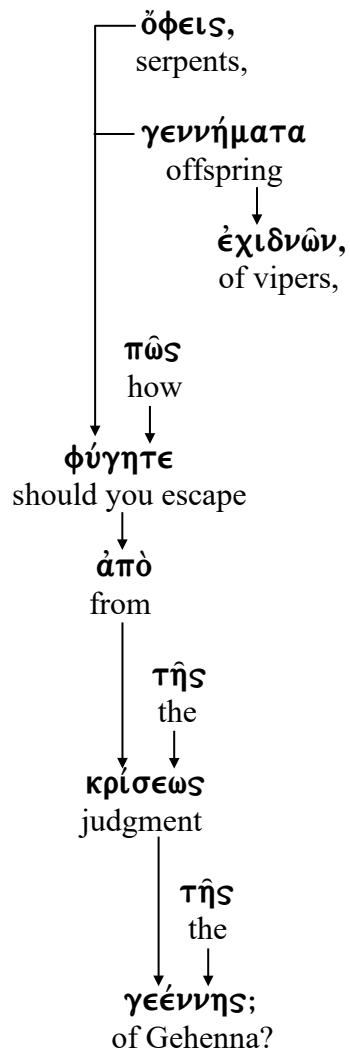 ὄφεις,
serpents,
γεννήματα
offspring
ἐχιδνῶν,
of vipers,
πῶς
how
φύγητε
should you escape
ἀπὸ
from
τῆς
the
κρίσεως
judgment
τῆς
the
γεέννης;
of Gehenna?